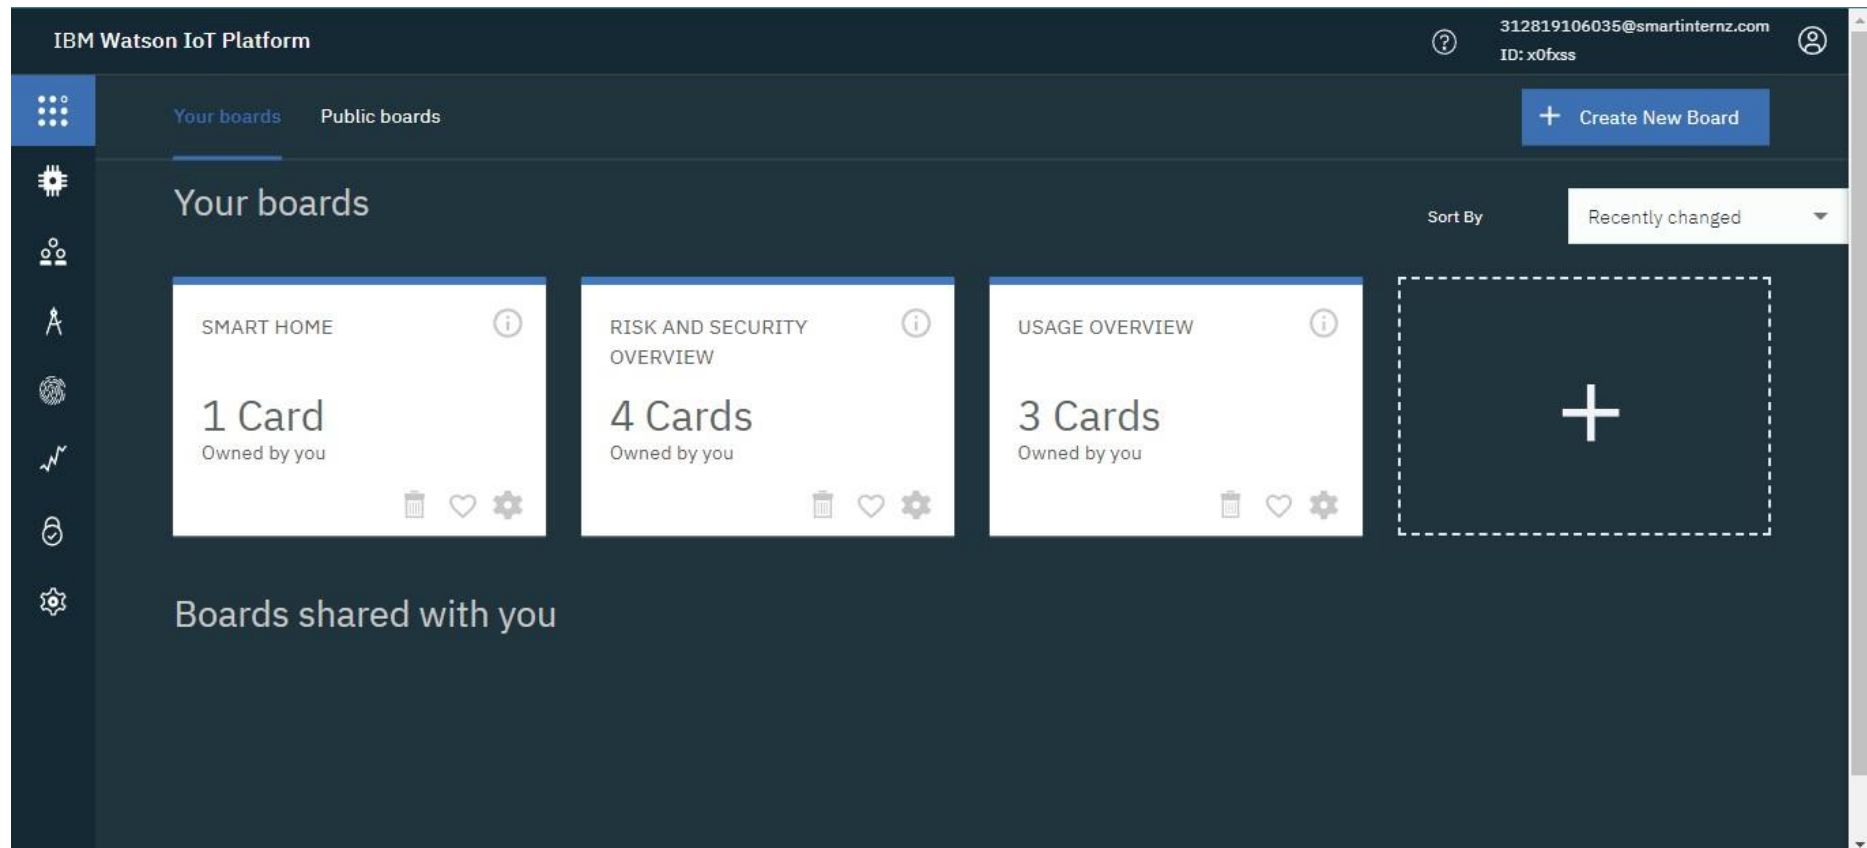 IBM Watson IoT Platform
312819106035@smartinternz.com
ID: x0fxss
Your boards
Public boards
Create New Board
Your boards
Sort By
Recently changed
SMART HOME
1 Card
Owned by you
RISK AND SECURITY
OVERVIEW
4 Cards
Owned by you
USAGE OVERVIEW
3 Cards
Owned by you
Boards shared with you